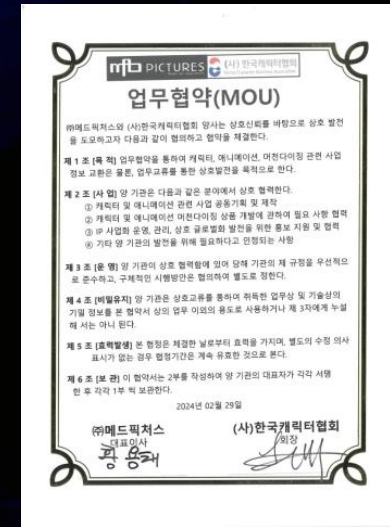 mfb PICTURES (사) 한국캐릭터협회
업무협약(MOU)
㈜메드픽처스와 (사)한국캐릭터협회 양사는 상호신뢰를 바탕으로 상호 발전
을 도모하고자 다음과 같이 협의하고 협약을 체결한다.
제 1 조 [목 적] 업무협약을 통하여 캐릭터, 애니메이션, 머천다이징 관련 사업
정보 교환은 물론, 업무교류를 통한 상호발전을 목적으로 한다.
제 2 조 [사 업] 양 기관은 다음과 같은 분야에서 상호 협력한다.
① 캐릭터 및 애니메이션 관련 사업 공동기획 및 제작
② 캐릭터 및 애니메이션 머천다이징 상품 개발에 관하여 필요 사항 협력
③ IP 사업화 운영, 관리, 상호 글로벌화 발전을 위한 홍보 지원 및 협력
④ 기타 양 기관의 발전을 위해 필요하다고 인정되는 사항
제 3 조 [운 영] 양 기관이 상호 협력함에 있어 당해 기관의 제 규정을 우선적으
로 준수하고, 구체적인 시행방안은 협의하여 별도로 정한다.
제 4 조 [비밀유지] 양 기관은 상호교류를 통하여 취득한 업무상 및 기술상의
기밀 정보를 본 협약서 상의 업무 이외의 용도로 사용하거나 제 3자에게 누설
해 서는 아니 된다.
제 5 조 [효력발생] 본 협정은 체결한 날로부터 효력을 가지며, 별도의 수정 의사
표시가 없는 경우 협정기간은 계속 유효한 것으로 본다.
제 6 조 [보 관] 이 협약서는 2부를 작성하여 양 기관의 대표자가 각각 서명
한 후 각각 1부 씩 보관한다.
2024년 02월 29일
㈜메드픽처스 (사)한국캐릭터협회
대표이사 회장